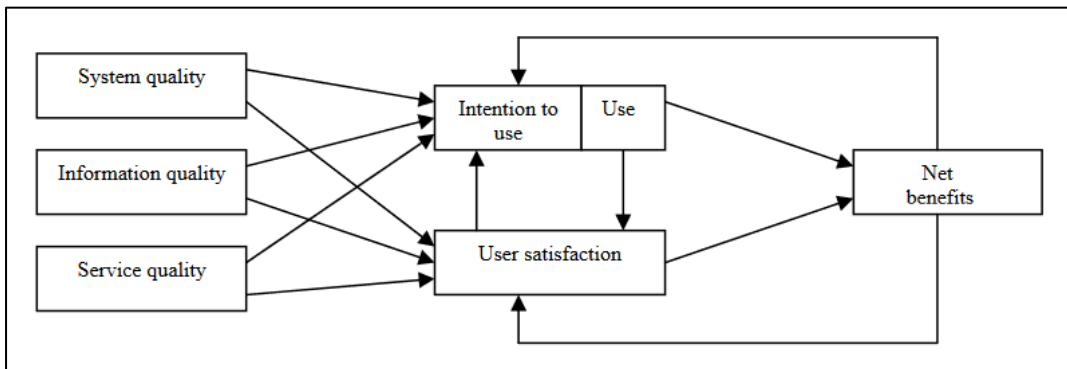 System quality
Intention to
use
Use
Information quality
Net
benefits
User satisfaction
Service quality